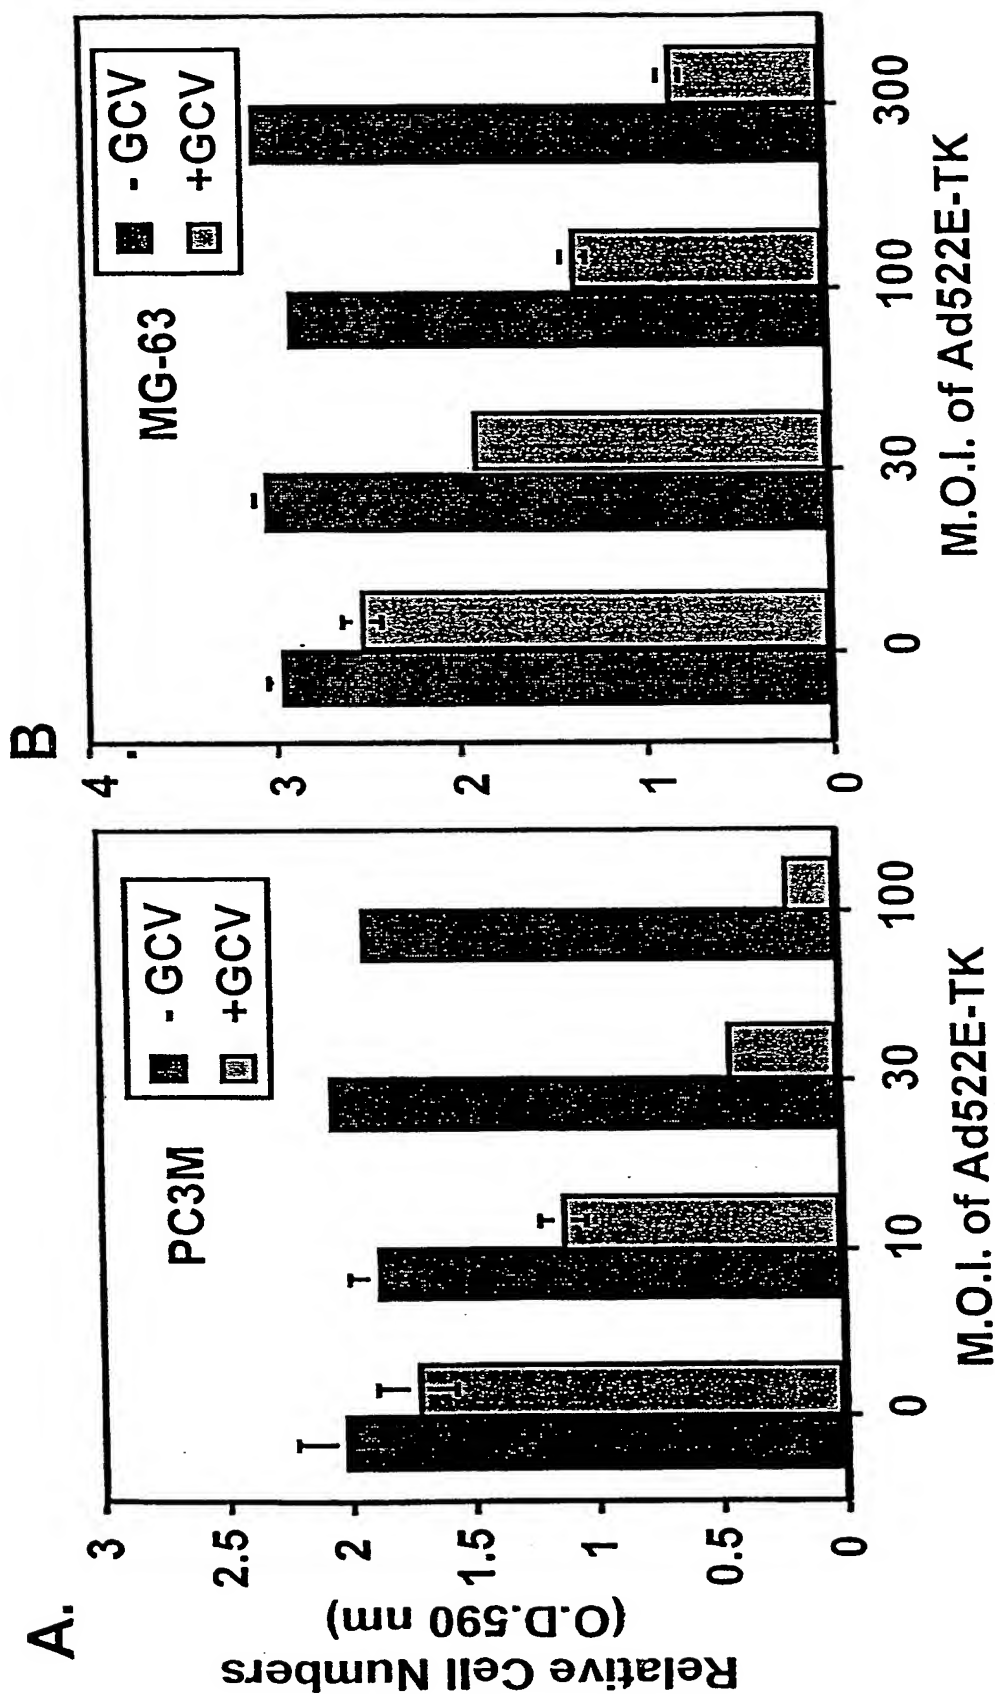 A.
Relative Cell Numbers
(O.D.590 nm)
3
2.5
2
1.5
1
0.5
0
PC3M
- GCV
+GCV
0
10
30
100
M.O.I. of Ad522E-TK
B
4
3
2
1
0
MG-63
- GCV
+GCV
0
30
100
300
M.O.I. of Ad522E-TK